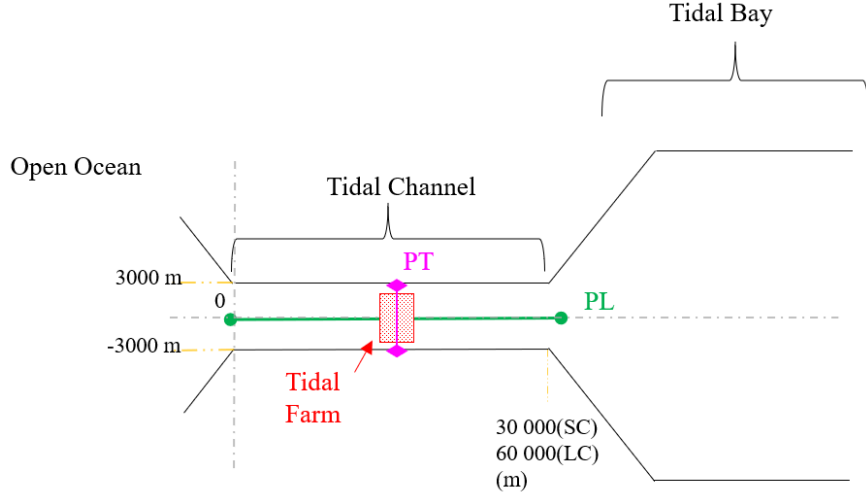 Tidal Bay
Open Ocean
Tidal Channel
PT
3000 m
0
PL
-3000 m
Tidal
Farm
30 000(SC)
60 000(LC)
(m)